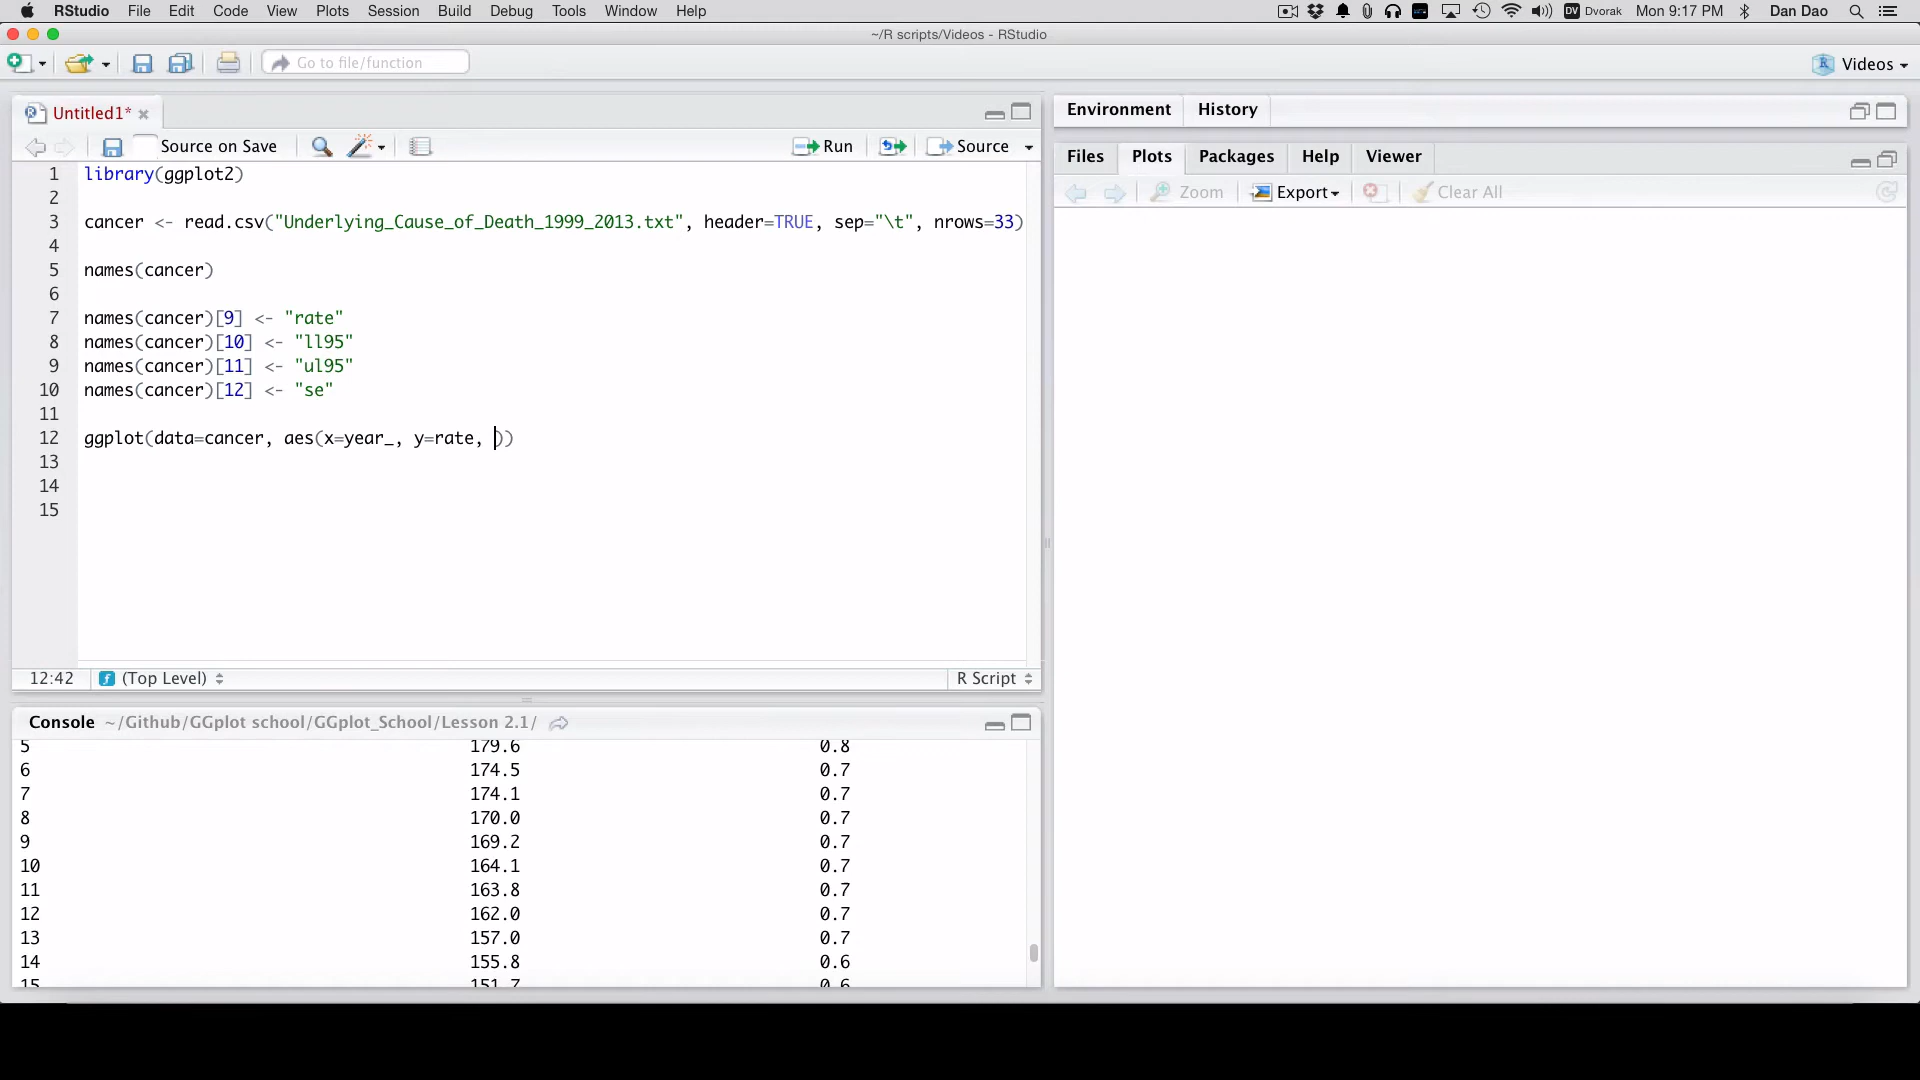 RStudio File Edit Code View Plots Session Build Debug Tools Window Help DV Dvorak Mon 9:17 PM Dan Dao
~/R scripts/Videos - RStudio
Go to file/function Videos
Untitled1*
Source on Save Run Source
1 library(ggplot2)
2
3 cancer <- read.csv("Underlying_Cause_of_Death_1999_2013.txt", header=TRUE, sep="\t", nrows=33)
4
5 names(cancer)
6
7 names(cancer)[9] <- "rate"
8 names(cancer)[10] <- "ll95"
9 names(cancer)[11] <- "ul95"
10 names(cancer)[12] <- "se"
11
12 ggplot(data=cancer, aes(x=year_, y=rate, ))
13
14
15
12:42 (Top Level) R Script
Console ~/Github/GGplot school/GGplot_School/Lesson 2.1/
5 179.6 0.8
6 174.5 0.7
7 174.1 0.7
8 170.0 0.7
9 169.2 0.7
10 164.1 0.7
11 163.8 0.7
12 162.0 0.7
13 157.0 0.7
14 155.8 0.6
15 151.7 0.6
Environment History
Files Plots Packages Help Viewer
Zoom Export Clear All